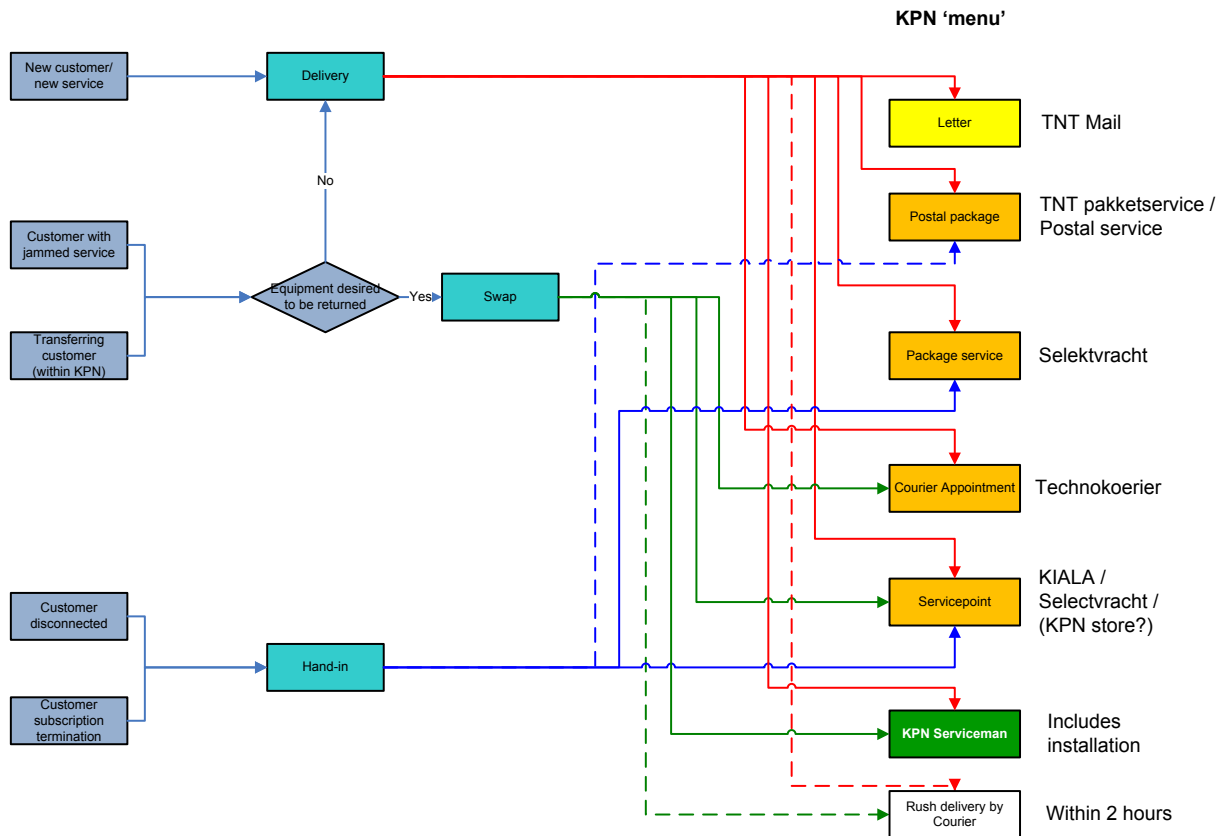 KPN ‘menu’
New customer/
new service
Delivery
Letter
TNT Mail
No
Postal package
TNT pakketservice /
Postal service
Customer with
jammed service
Equipment desired
to be returned
Yes
Swap
Transferring
customer
(within KPN)
Package service
Selektvracht
Courier Appointment
Technokoerier
Customer
disconnected
Servicepoint
KIALA /
Selectvracht /
(KPN store?)
Hand-in
Customer
subscription
termination
KPN Serviceman
Includes
installation
Rush delivery by
Courier
Within 2 hours